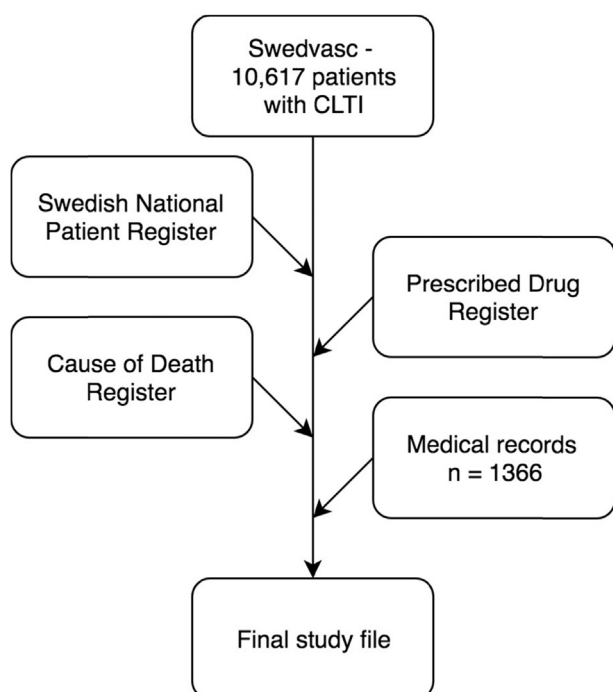 Swedvasc -
10,617 patients
with CLTI
Swedish National
Patient Register
Prescribed Drug
Register
Cause of Death
Register
Medical records
n = 1366
Final study file